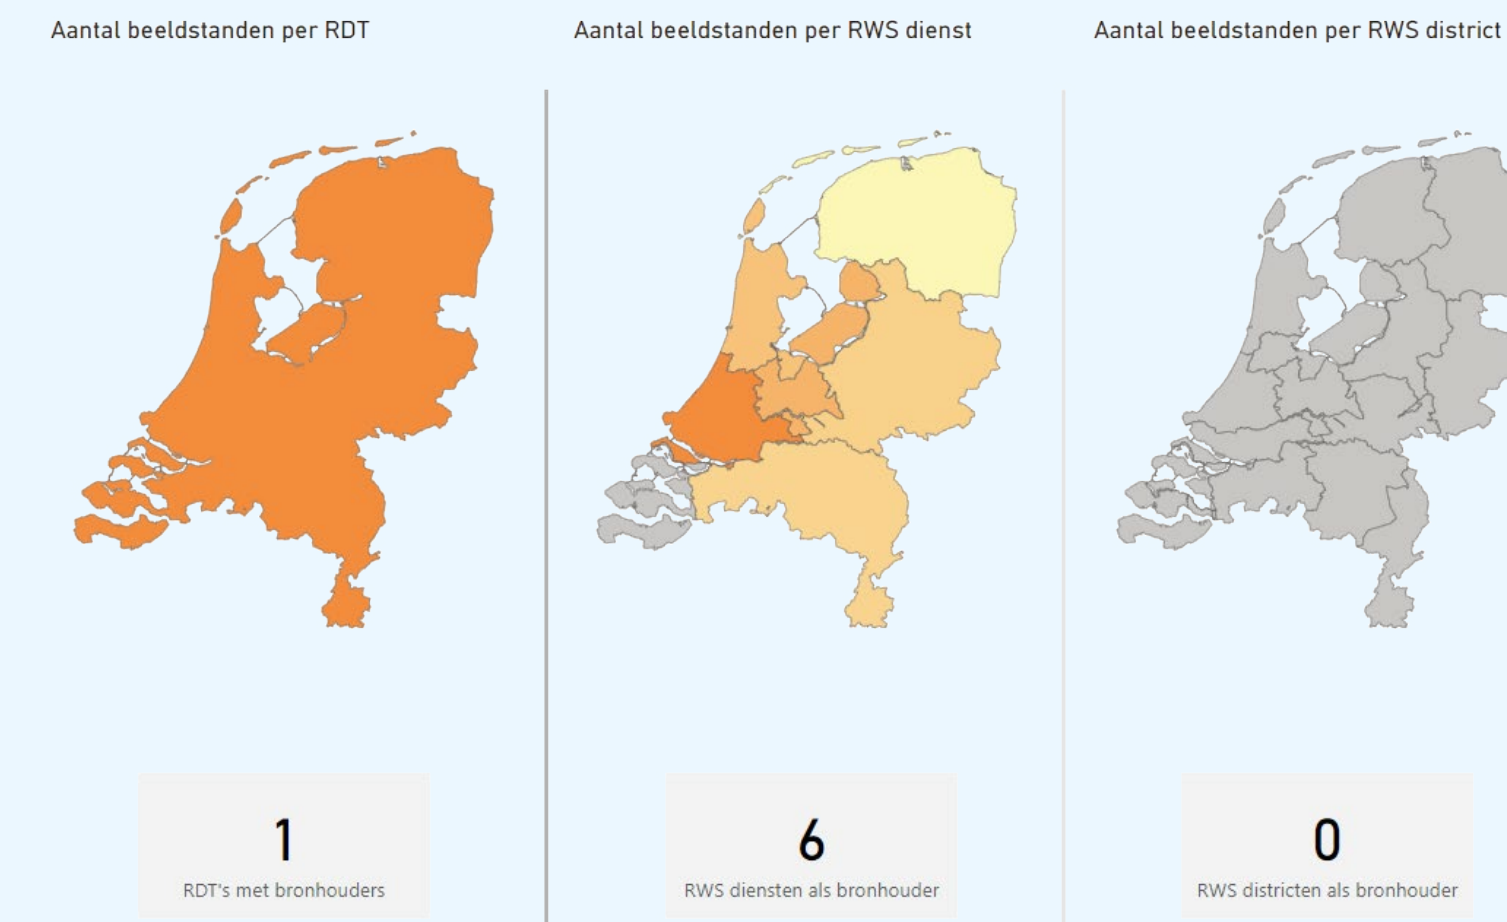 Aantal beeldstanden per RDT
Aantal beeldstanden per RWS dienst
Aantal beeldstanden per RWS district
1
RDT's met bronhouders
6
RWS diensten als bronhouder
0
RWS districten als bronhouder